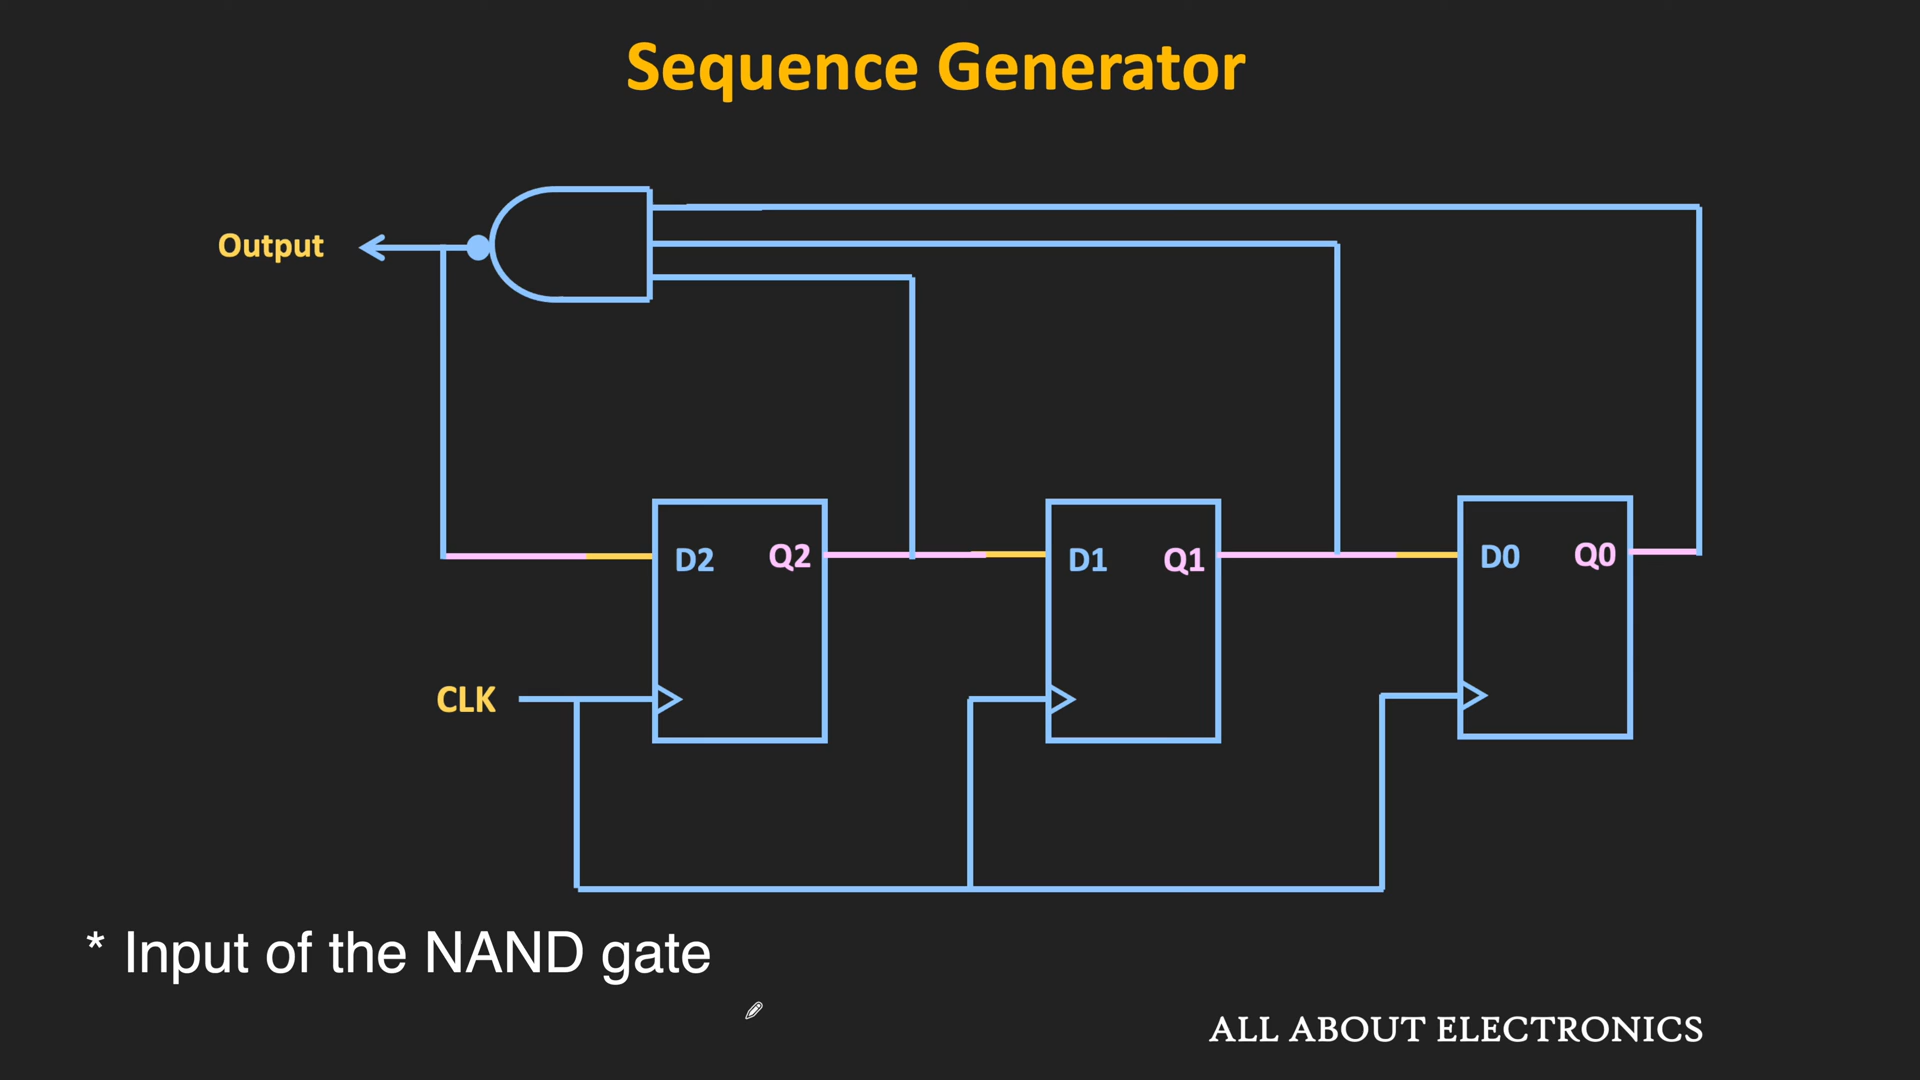 Sequence Generator
Output
D2 Q2 D1 Q1 D0 Q0
CLK
* Input of the NAND gate
ALL ABOUT ELECTRONICS